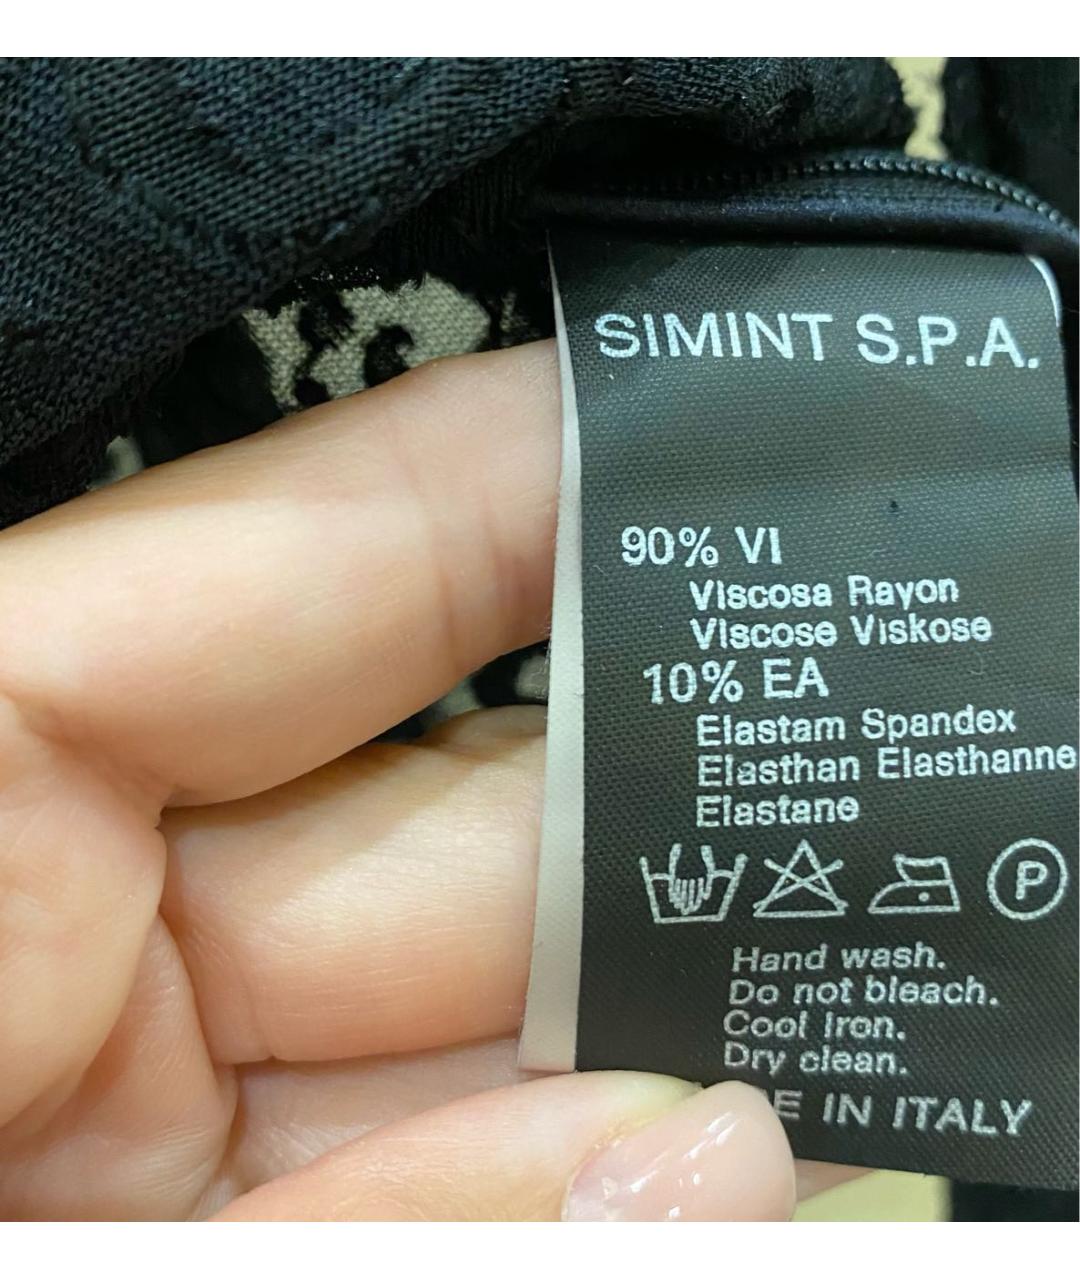 SIMINT S.P.A.
90% VI
Viscosa Rayon
Viscose Viskose
10% EA
Elastam Spandex
Elasthan Elasthanne
Elastane
P
Hand wash.
Do not bleach.
Cool Iron.
Dry clean.
IN ITALY